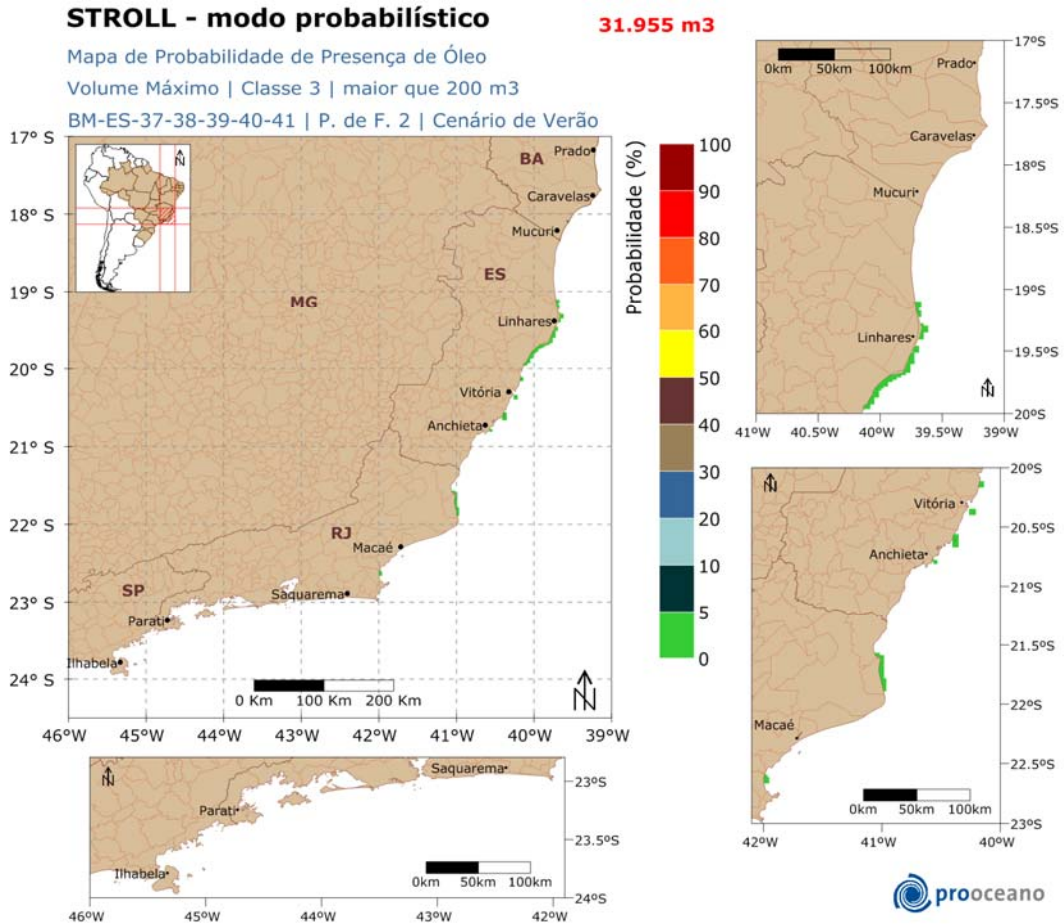 STROLL - modo probabilístico
31.955 m3
Mapa de Probabilidade de Presença de Óleo
Volume Máximo | Classe 3 | maior que 200 m3
BM-ES-37-38-39-40-41 | P. de F. 2 | Cenário de Verão
17° S
18° S
19° S
20° S
21° S
22° S
23° S
24° S
46°W
45°W
44°W
43°W
42°W
41°W
40°W
39°W
N
BA
Prado
Caravelas
Mucuri
ES
MG
Linhares
Vitória
Anchieta
RJ
Macaé
SP
Saquarema
Parati
Ilhabela
0 Km 100 Km 200 Km
N
Probabilidade (%)
100
90
80
70
60
50
40
30
20
10
5
0
0km 50km 100km
Prado
Caravelas
Mucuri
Linhares
N
17°S
17.5°S
18°S
18.5°S
19°S
19.5°S
20°S
41°W
40.5°W
40°W
39.5°W
39°W
N
Vitória
Anchieta
Macaé
0km 50km 100km
20°S
20.5°S
21°S
21.5°S
22°S
22.5°S
23°S
42°W
41°W
40°W
N
Saquarema
Parati
Ilhabela
0km 50km 100km
23°S
23.5°S
24°S
46°W
45°W
44°W
43°W
42°W
prooceano